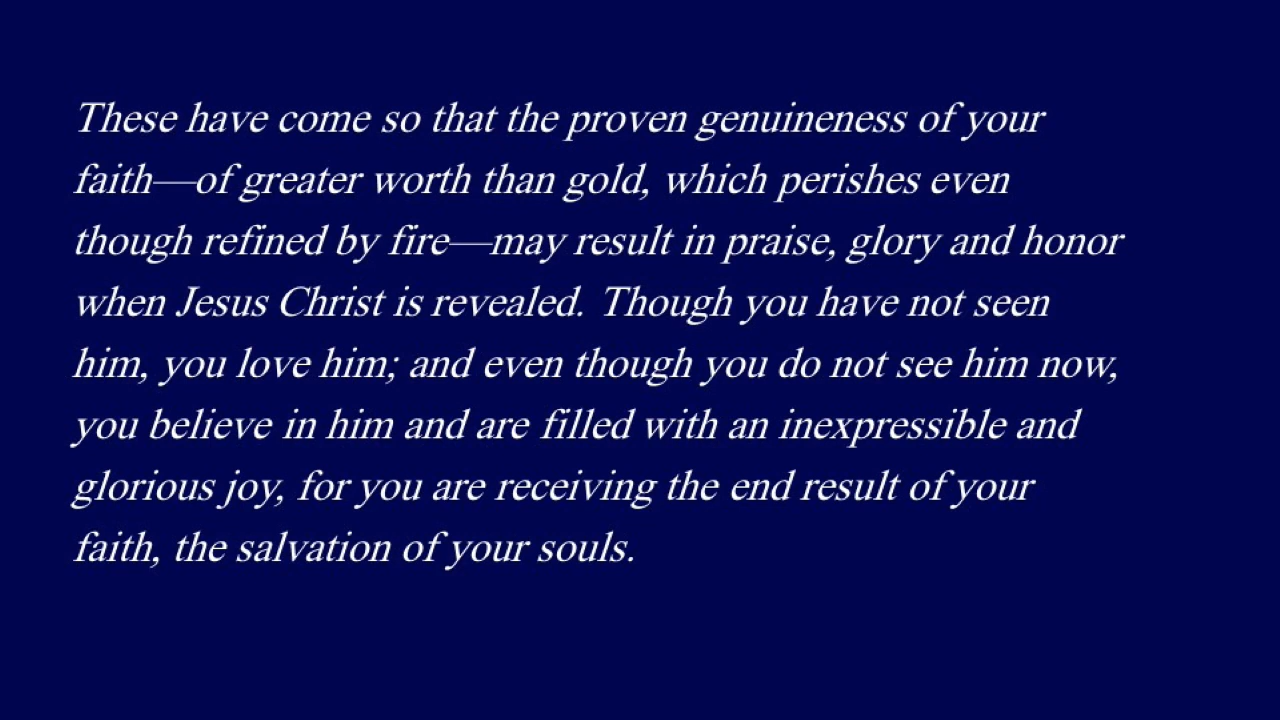 These have come so that the proven genuineness of your
faith—of greater worth than gold, which perishes even
though refined by fire—may result in praise, glory and honor
when Jesus Christ is revealed. Though you have not seen
him, you love him; and even though you do not see him now,
you believe in him and are filled with an inexpressible and
glorious joy, for you are receiving the end result of your
faith, the salvation of your souls.